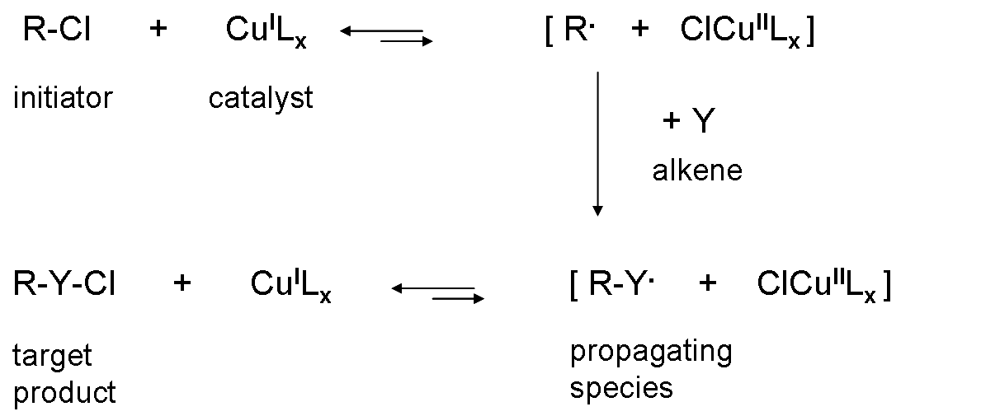 R-Cl + CuᴵLₓ [ R· + ClCuᴵᴵLₓ ]
initiator catalyst
+ Y
alkene
R-Y-Cl + CuᴵLₓ [ R-Y· + ClCuᴵᴵLₓ ]
target propagating
product species